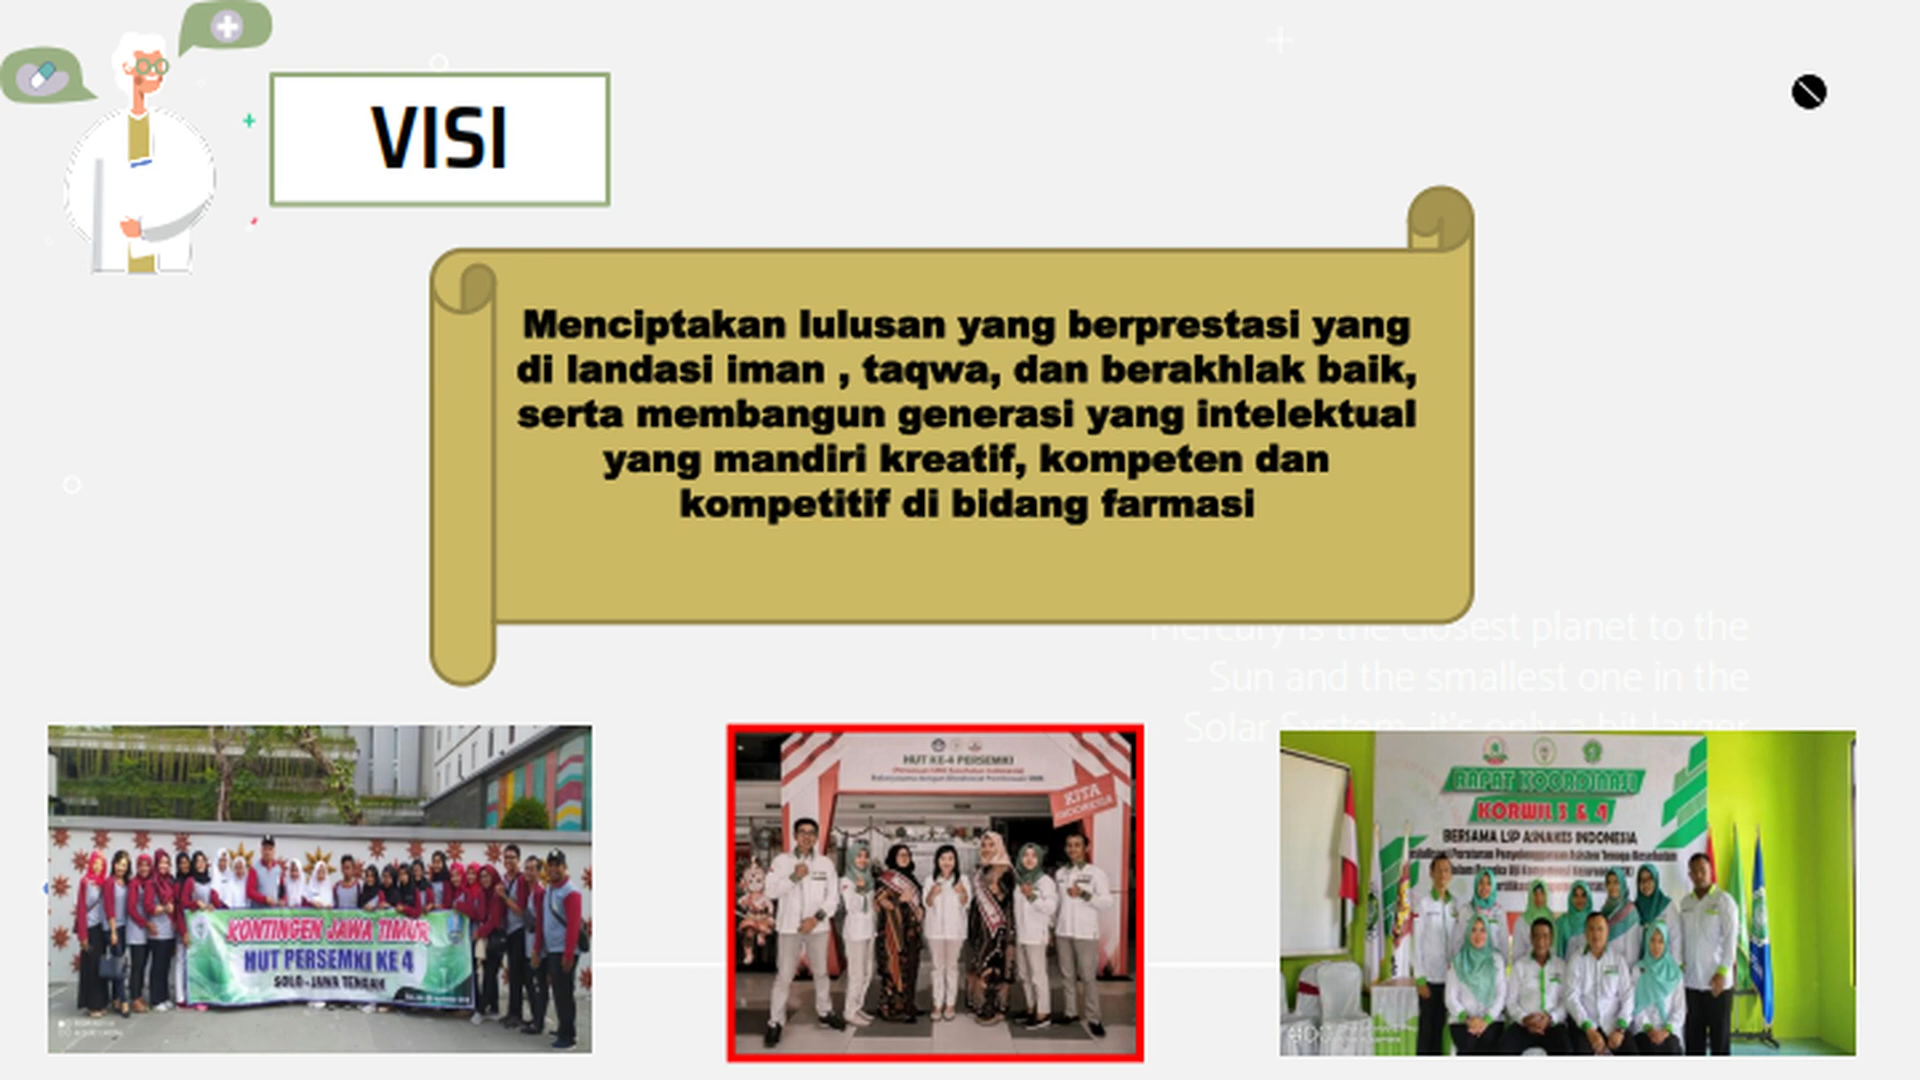 VISI
Menciptakan lulusan yang berprestasi yang
di landasi iman , taqwa, dan berakhlak baik,
serta membangun generasi yang intelektual
yang mandiri kreatif, kompeten dan
kompetitif di bidang farmasi
Mercury is the closest planet to the
Sun and the smallest one in the
Solar System, it's only a bit larger
KONTINGEN JAWA TIMUR
HUT PERSEMKI KE 4
SOLO - JAWA TENGAH
HUT KE-4 PERSEMKI
KITA
INDONESIA
RAPAT KOORDINASI
KORWIL 3 & 4
BERSAMA LSP ASNAKES INDONESIA